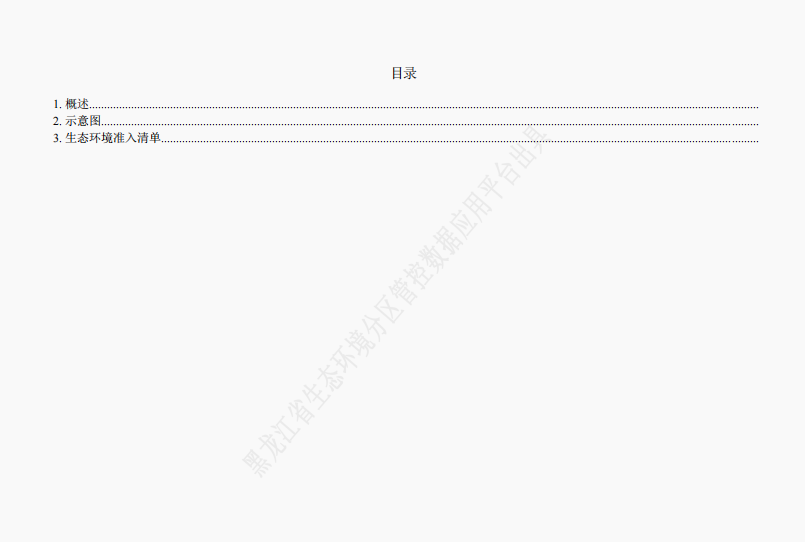 目录
1. 概述
2. 示意图
3. 生态环境准入清单
黑龙江省生态环境分区管控数据应用平台出具